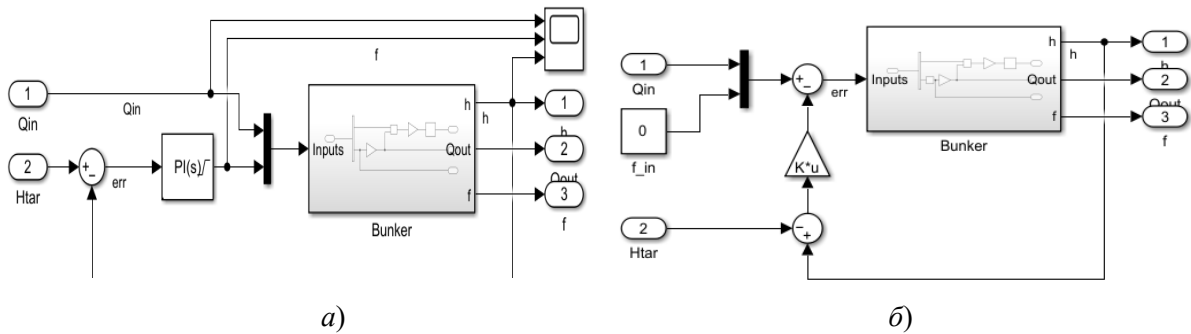 f
1
Qin
Qin
2
Htar
+
−
err
PI(s)
Inputs
h
Qout
f
Bunker
h
1
h
2
Qout
3
f
а)
1
Qin
0
f_in
2
Htar
+
−
err
K*u
−
+
Inputs
h
Qout
f
Bunker
h
1
h
2
Qout
3
f
б)